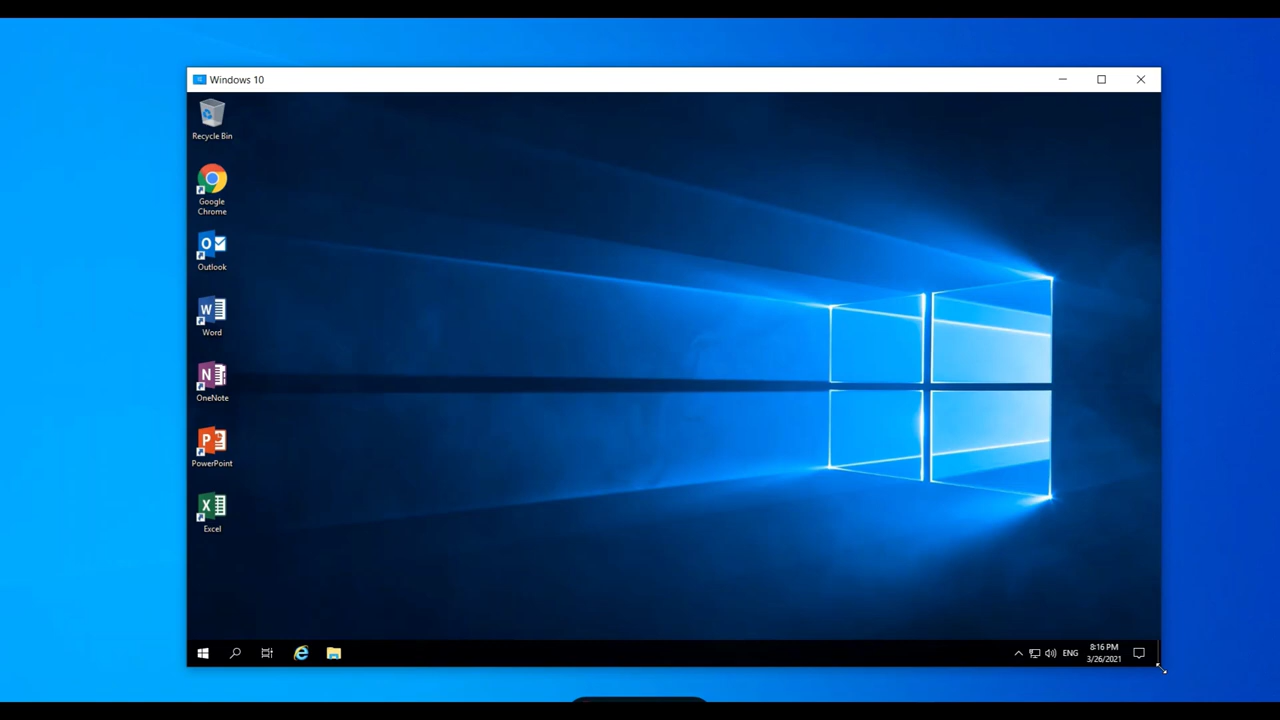 Windows 10
Recycle Bin
Google
Chrome
Outlook
Word
OneNote
PowerPoint
Excel
ENG
8:16 PM
3/26/2021